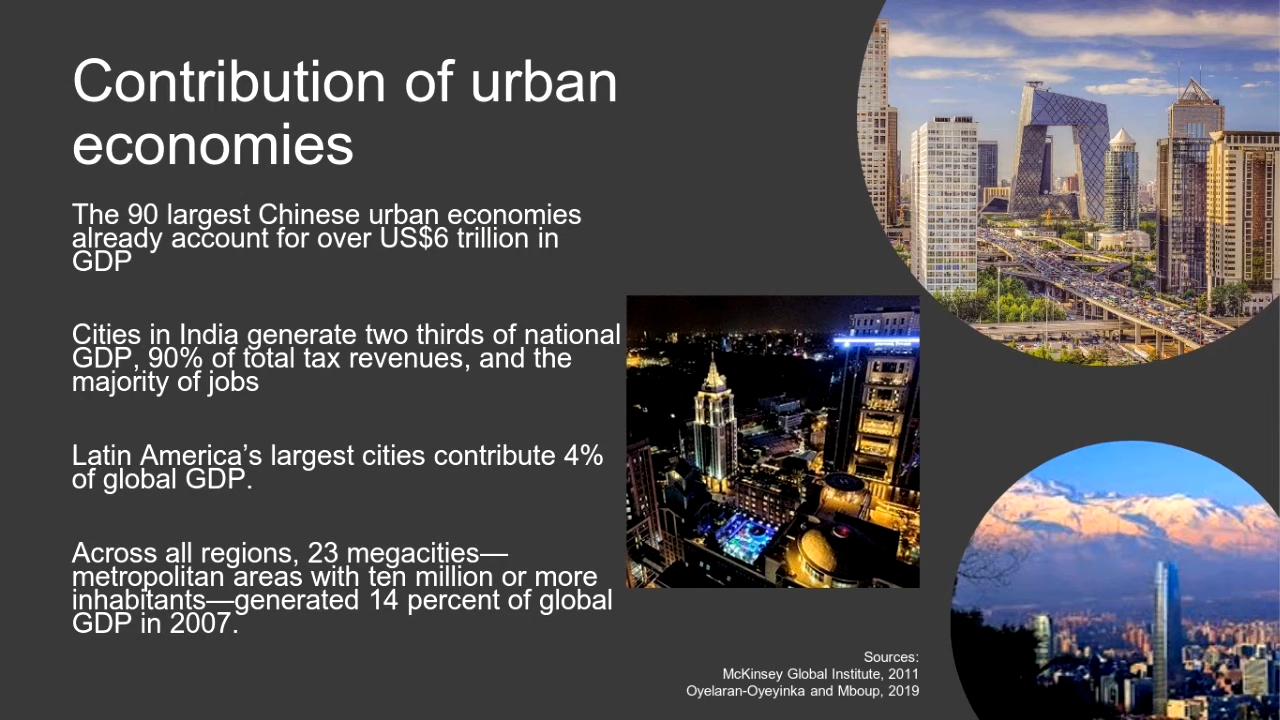 Contribution of urban
economies
The 90 largest Chinese urban economies
already account for over US$6 trillion in
GDP
Cities in India generate two thirds of national
GDP, 90% of total tax revenues, and the
majority of jobs
Latin America’s largest cities contribute 4%
of global GDP.
Across all regions, 23 megacities—
metropolitan areas with ten million or more
inhabitants—generated 14 percent of global
GDP in 2007.
Sources:
McKinsey Global Institute, 2011
Oyelaran-Oyeyinka and Mboup, 2019